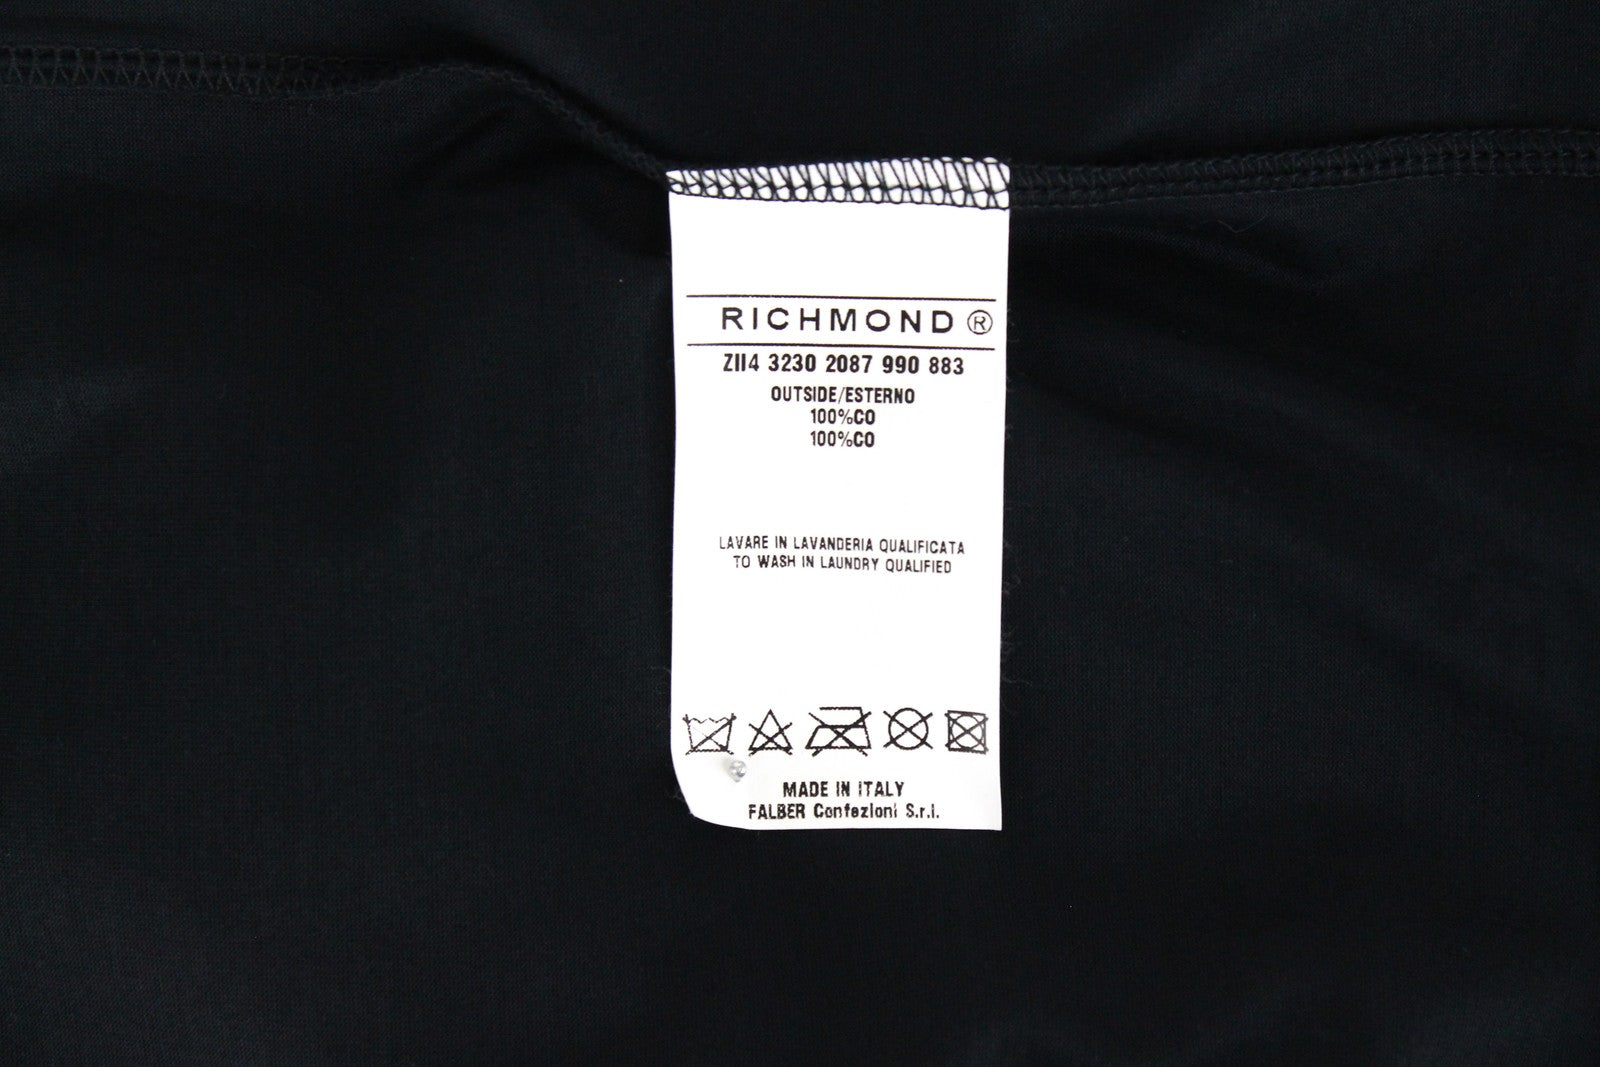 RICHMOND ®
ZII4 3230 2087 990 883
OUTSIDE/ESTERNO
100%CO
100%CO
LAVARE IN LAVANDERIA QUALIFICATA
TO WASH IN LAUNDRY QUALIFIED
MADE IN ITALY
FALBER Confezioni S.r.l.